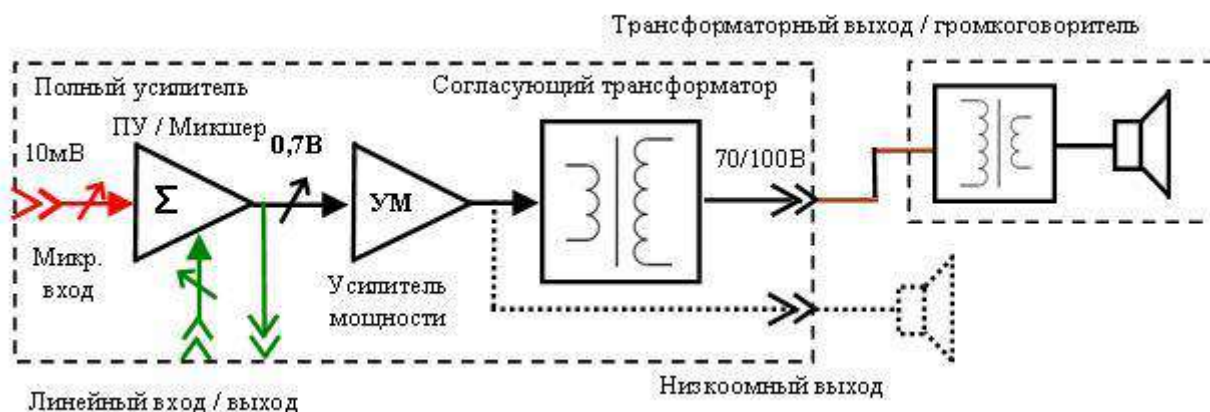 Трансформаторный выход / громкоговоритель
Полный усилитель
Согласующий трансформатор
ПУ / Микшер
10мВ
0,7В
70/100В
Σ
УМ
Микр.
вход
Усилитель
мощности
Низкоомный выход
Линейный вход / выход